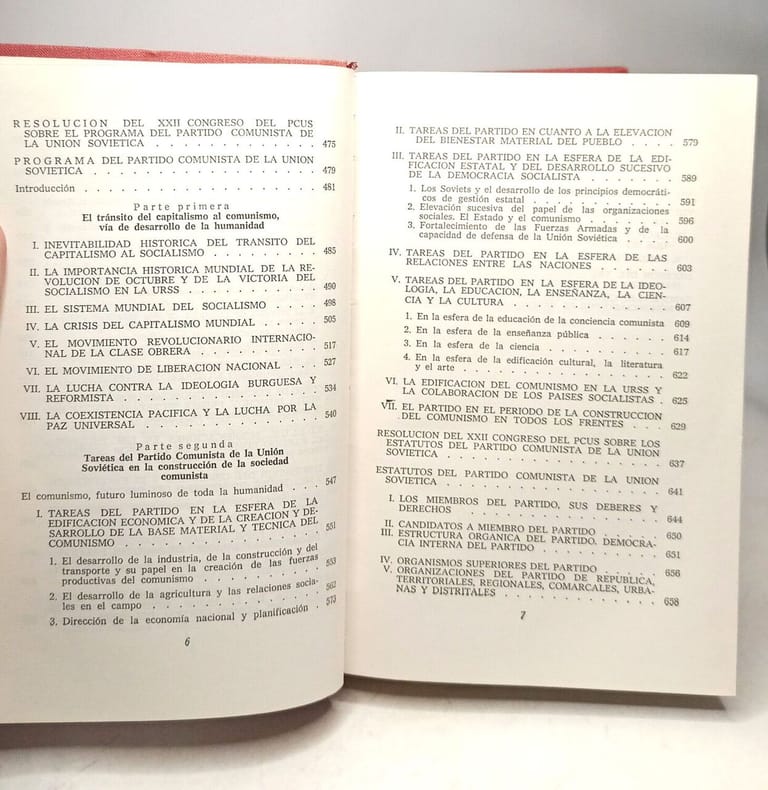 RESOLUCION DEL XXII CONGRESO DEL PCUS
SOBRE EL PROGRAMA DEL PARTIDO COMUNISTA DE
LA UNION SOVIETICA . . . . . . . . . . . . 475
PROGRAMA DEL PARTIDO COMUNISTA DE LA UNION
SOVIETICA . . . . . . . . . . . . . . . . 479
Introducción . . . . . . . . . . . . . . . 481
Parte primera
El tránsito del capitalismo al comunismo,
vía de desarrollo de la humanidad
I. INEVITABILIDAD HISTORICA DEL TRANSITO DEL
CAPITALISMO AL SOCIALISMO . . . . . . . . 485
II. LA IMPORTANCIA HISTORICA MUNDIAL DE LA RE-
VOLUCION DE OCTUBRE Y DE LA VICTORIA DEL
SOCIALISMO EN LA URSS . . . . . . . . . . 490
III. EL SISTEMA MUNDIAL DEL SOCIALISMO . . . . 498
IV. LA CRISIS DEL CAPITALISMO MUNDIAL . . . . . 505
V. EL MOVIMIENTO REVOLUCIONARIO INTERNACIO-
NAL DE LA CLASE OBRERA . . . . . . . . . 517
VI. EL MOVIMIENTO DE LIBERACION NACIONAL . . . 527
VII. LA LUCHA CONTRA LA IDEOLOGIA BURGUESA Y
REFORMISTA . . . . . . . . . . . . . . . 534
VIII. LA COEXISTENCIA PACIFICA Y LA LUCHA POR LA
PAZ UNIVERSAL . . . . . . . . . . . . . . 540
Parte segunda
Tareas del Partido Comunista de la Unión
Soviética en la construcción de la sociedad
comunista
El comunismo, futuro luminoso de toda la humanidad . . . 547
I. TAREAS DEL PARTIDO EN LA ESFERA DE LA
EDIFICACION ECONOMICA Y DE LA CREACION Y DE-
SARROLLO DE LA BASE MATERIAL Y TECNICA DEL
COMUNISMO . . . . . . . . . . . . . . . . 551
1. El desarrollo de la industria, de la construcción y del
transporte y su papel en la creación de las fuerzas
productivas del comunismo . . . . . . . . . 553
2. El desarrollo de la agricultura y las relaciones socia-
les en el campo . . . . . . . . . . . . . 562
3. Dirección de la economía nacional y planificación . 573
6
II. TAREAS DEL PARTIDO EN CUANTO A LA ELEVACION
DEL BIENESTAR MATERIAL DEL PUEBLO . . . . 579
III. TAREAS DEL PARTIDO EN LA ESFERA DE LA EDI-
FICACION ESTATAL Y DEL DESARROLLO SUCESIVO
DE LA DEMOCRACIA SOCIALISTA . . . . . . . 589
1. Los Soviets y el desarrollo de los principios democráti-
cos de gestión estatal . . . . . . . . . . . 591
2. Elevación sucesiva del papel de las organizaciones
sociales. El Estado y el comunismo . . . . . . 596
3. Fortalecimiento de las Fuerzas Armadas y de la
capacidad de defensa de la Unión Soviética . . . 600
IV. TAREAS DEL PARTIDO EN LA ESFERA DE LAS
RELACIONES ENTRE LAS NACIONES . . . . . . 603
V. TAREAS DEL PARTIDO EN LA ESFERA DE LA IDEO-
LOGIA, LA EDUCACION, LA ENSEÑANZA, LA CIEN-
CIA Y LA CULTURA . . . . . . . . . . . . 607
1. En la esfera de la educación de la conciencia comunista 609
2. En la esfera de la enseñanza pública . . . . . . 614
3. En la esfera de la ciencia . . . . . . . . . . 617
4. En la esfera de la edificación cultural, la literatura
y el arte . . . . . . . . . . . . . . . . 622
VI. LA EDIFICACION DEL COMUNISMO EN LA URSS Y
LA COLABORACION DE LOS PAISES SOCIALISTAS . 625
VII. EL PARTIDO EN EL PERIODO DE LA CONSTRUCCION
DEL COMUNISMO EN TODOS LOS FRENTES . . . 629
RESOLUCION DEL XXII CONGRESO DEL PCUS SOBRE LOS
ESTATUTOS DEL PARTIDO COMUNISTA DE LA UNION
SOVIETICA . . . . . . . . . . . . . . . . 637
ESTATUTOS DEL PARTIDO COMUNISTA DE LA UNION
SOVIETICA . . . . . . . . . . . . . . . . 641
I. LOS MIEMBROS DEL PARTIDO, SUS DEBERES Y
DERECHOS . . . . . . . . . . . . . . . . 644
II. CANDIDATOS A MIEMBRO DEL PARTIDO . . . . 650
III. ESTRUCTURA ORGANICA DEL PARTIDO. DEMOCRA-
CIA INTERNA DEL PARTIDO . . . . . . . . . 651
IV. ORGANISMOS SUPERIORES DEL PARTIDO . . . . 656
V. ORGANIZACIONES DEL PARTIDO DE REPUBLICA,
TERRITORIALES, REGIONALES, COMARCALES, URBA-
NAS Y DISTRITALES . . . . . . . . . . . . 658
7